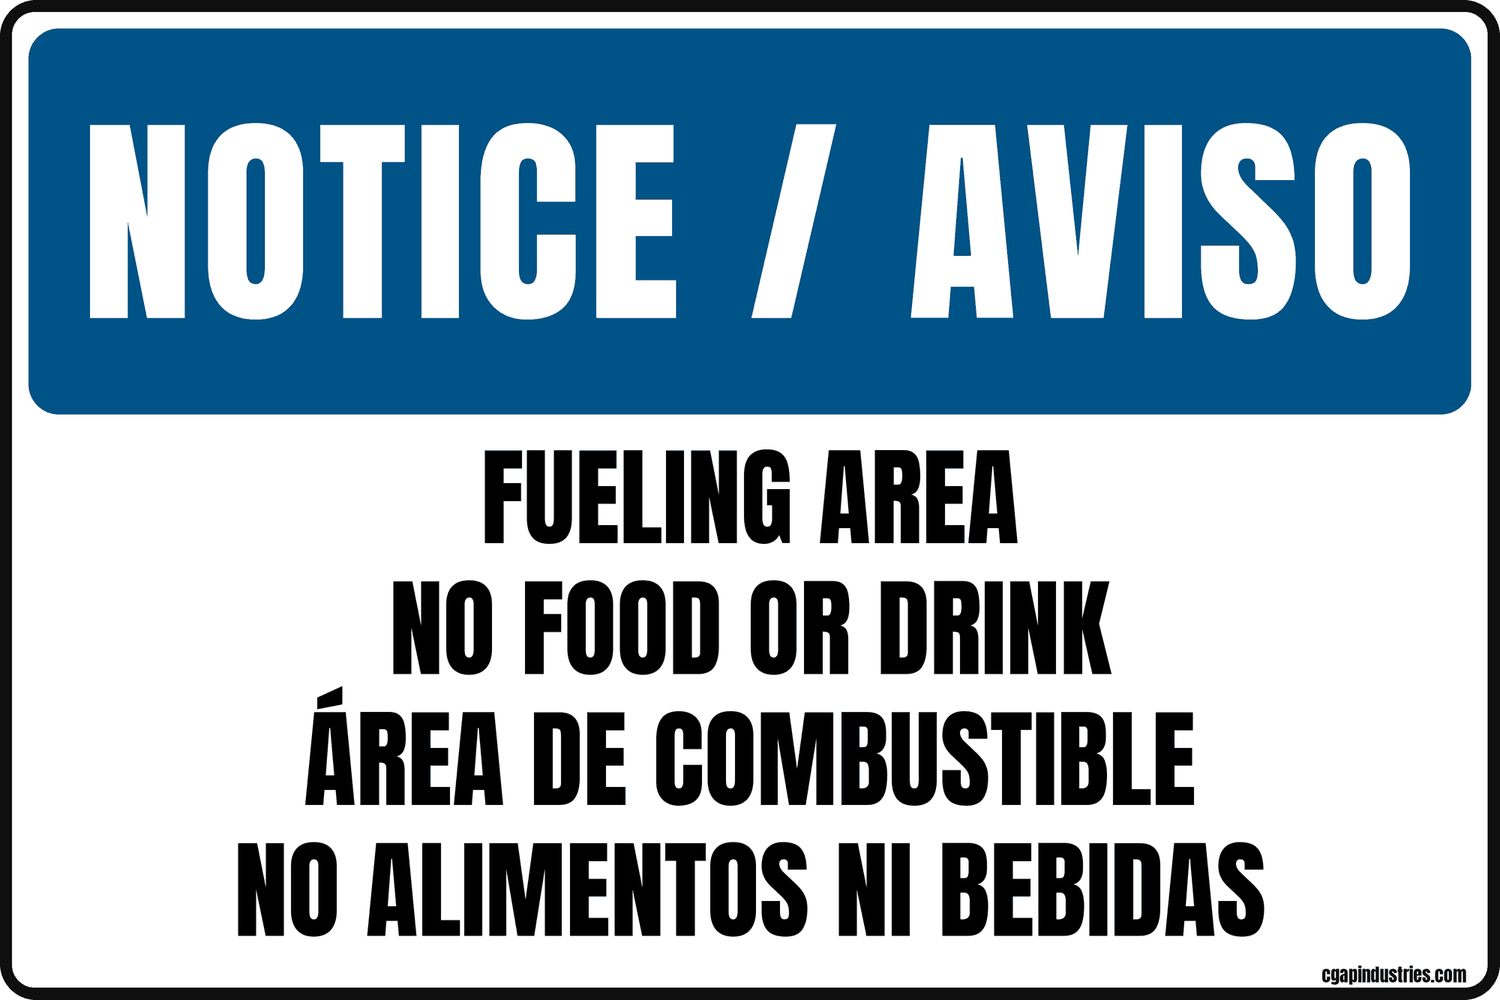 NOTICE / AVISO
FUELING AREA
NO FOOD OR DRINK
ÁREA DE COMBUSTIBLE
NO ALIMENTOS NI BEBIDAS
cgapindustries.com